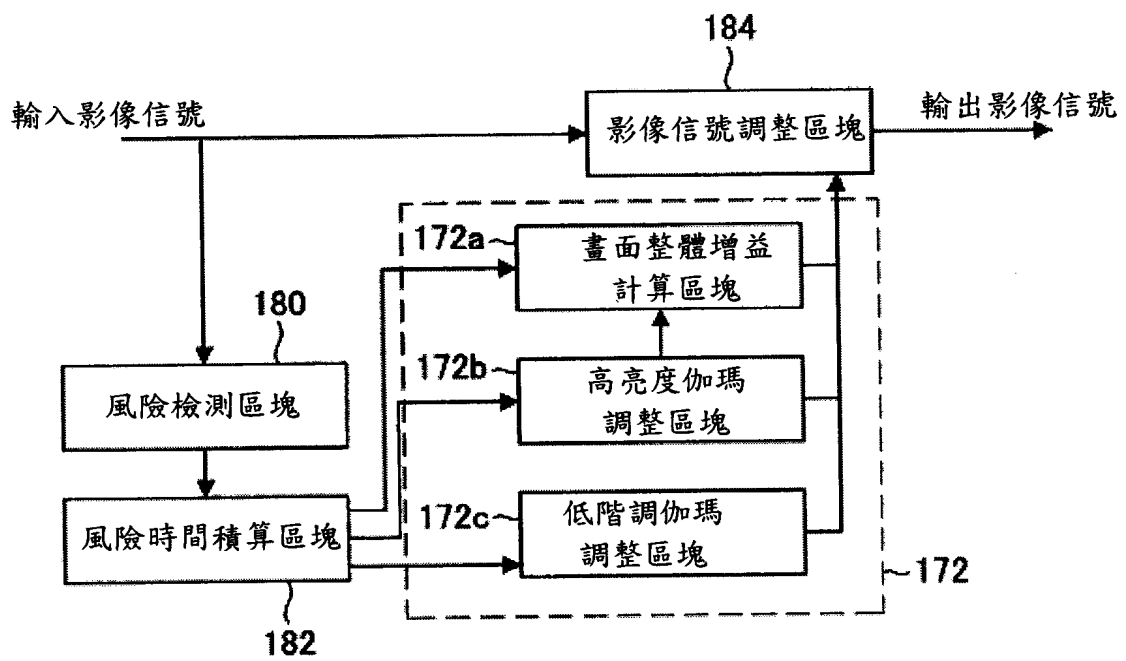 184
輸入影像信號
影像信號調整區塊
輸出影像信號
172a
畫面整體增益
計算區塊
180
風險檢測區塊
172b
高亮度伽瑪
調整區塊
風險時間積算區塊
182
172c
低階調伽瑪
調整區塊
172